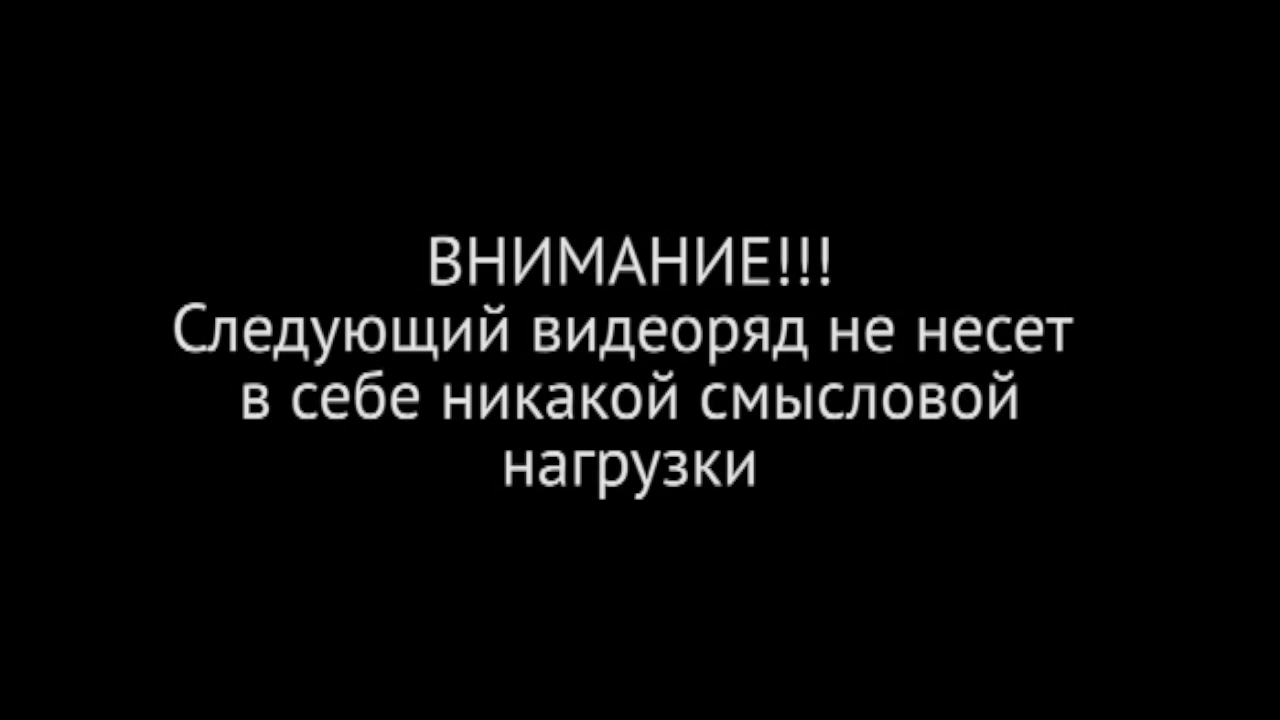 ВНИМАНИЕ!!!
Следующий видеоряд не несет
в себе никакой смысловой
нагрузки